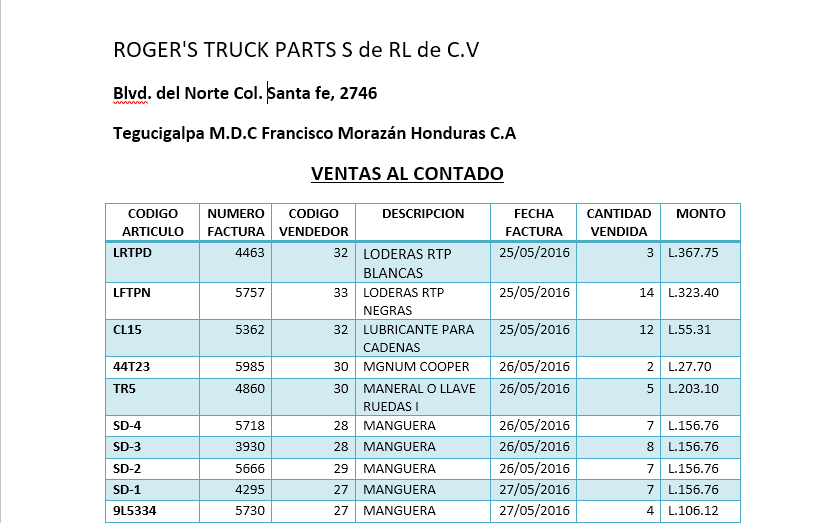 ROGER'S TRUCK PARTS S de RL de C.V
Blvd. del Norte Col. Santa fe, 2746
Tegucigalpa M.D.C Francisco Morazán Honduras C.A
VENTAS AL CONTADO
CODIGO ARTICULO NUMERO FACTURA CODIGO VENDEDOR DESCRIPCION FECHA FACTURA CANTIDAD VENDIDA MONTO
LRTPD 4463 32 LODERAS RTP BLANCAS 25/05/2016 3 L.367.75
LFTPN 5757 33 LODERAS RTP NEGRAS 25/05/2016 14 L.323.40
CL15 5362 32 LUBRICANTE PARA CADENAS 25/05/2016 12 L.55.31
44T23 5985 30 MGNUM COOPER 26/05/2016 2 L.27.70
TR5 4860 30 MANERAL O LLAVE RUEDAS I 26/05/2016 5 L.203.10
SD-4 5718 28 MANGUERA 26/05/2016 7 L.156.76
SD-3 3930 28 MANGUERA 26/05/2016 8 L.156.76
SD-2 5666 29 MANGUERA 26/05/2016 7 L.156.76
SD-1 4295 27 MANGUERA 27/05/2016 7 L.156.76
9L5334 5730 27 MANGUERA 27/05/2016 4 L.106.12